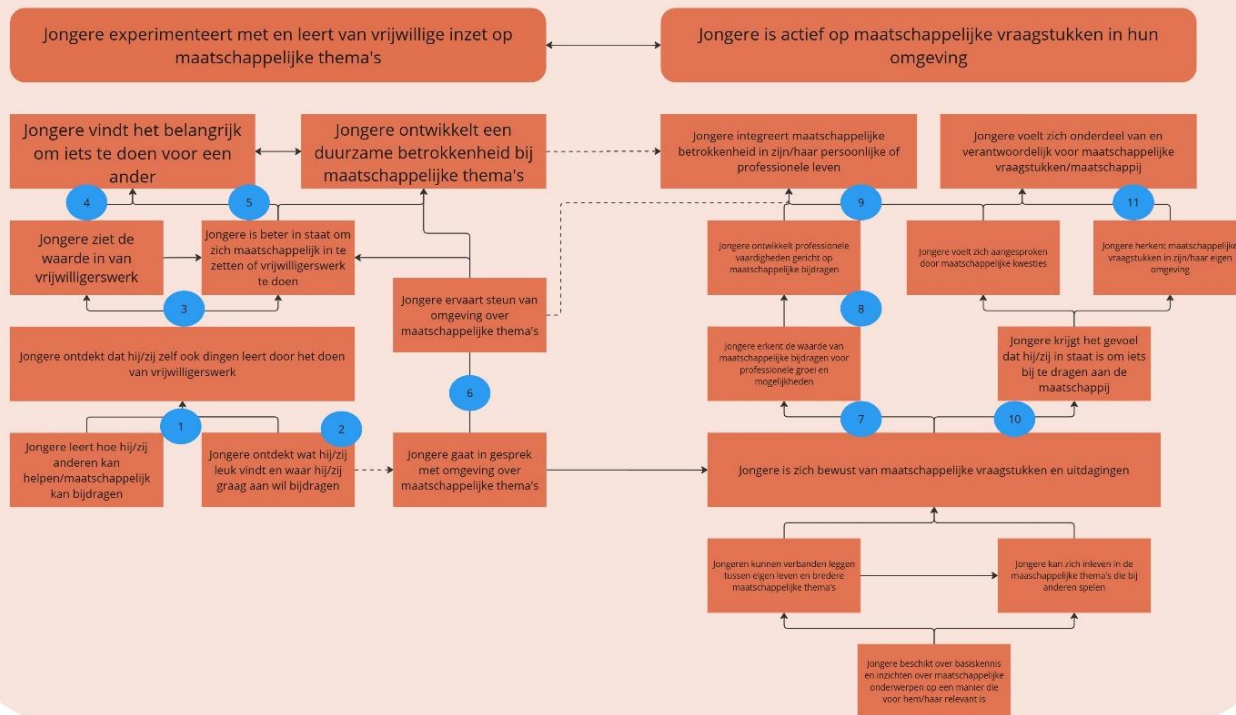 Jongere experimenteert met en leert van vrijwillige inzet op
maatschappelijke thema's
Jongere is actief op maatschappelijke vraagstukken in hun
omgeving
Jongere vindt het belangrijk
om iets te doen voor een
ander
Jongere ontwikkelt een
duurzame betrokkenheid bij
maatschappelijke thema's
Jongere integreert maatschappelijke
betrokkenheid in zijn/haar persoonlijke of
professionele leven
Jongere voelt zich onderdeel van en
verantwoordelijk voor maatschappelijke
vraagstukken/maatschappij
4
5
9
11
Jongere ziet de
waarde in van
vrijwilligerswerk
Jongere is beter in staat om
zich maatschappelijk in te
zetten of vrijwilligerswerk
te doen
Jongere ontwikkelt professionele
vaardigheden gericht op
maatschappelijke bijdragen
Jongere voelt zich aangesproken
door maatschappelijke kwesties
Jongere herkent maatschappelijke
vraagstukken in zijn/haar eigen
omgeving
Jongere ervaart steun van
omgeving over
maatschappelijke thema's
3
8
Jongere ontdekt dat hij/zij zelf ook dingen leert door het doen
van vrijwilligerswerk
Jongere erkent de waarde van
maatschappelijke bijdragen voor
professionele groei en
mogelijkheden
Jongere krijgt het gevoel
dat hij/zij in staat is om iets
bij te dragen aan de
maatschappij
6
1
2
7
10
Jongere leert hoe hij/zij
anderen kan
helpen/maatschappelijk
kan bijdragen
Jongere ontdekt wat hij/zij
leuk vindt en waar hij/zij
graag aan wil bijdragen
Jongere gaat in gesprek
met omgeving over
maatschappelijke thema's
Jongere is zich bewust van maatschappelijke vraagstukken en uitdagingen
Jongeren kunnen verbanden leggen
tussen eigen leven en bredere
maatschappelijke thema's
Jongere kan zich inleven in de
maaschappelijke thema's die bij
anderen spelen
Jongere beschikt over basiskennis
en inzichten over maatschappelijke
onderwerpen op een manier die
voor hem/haar relevant is